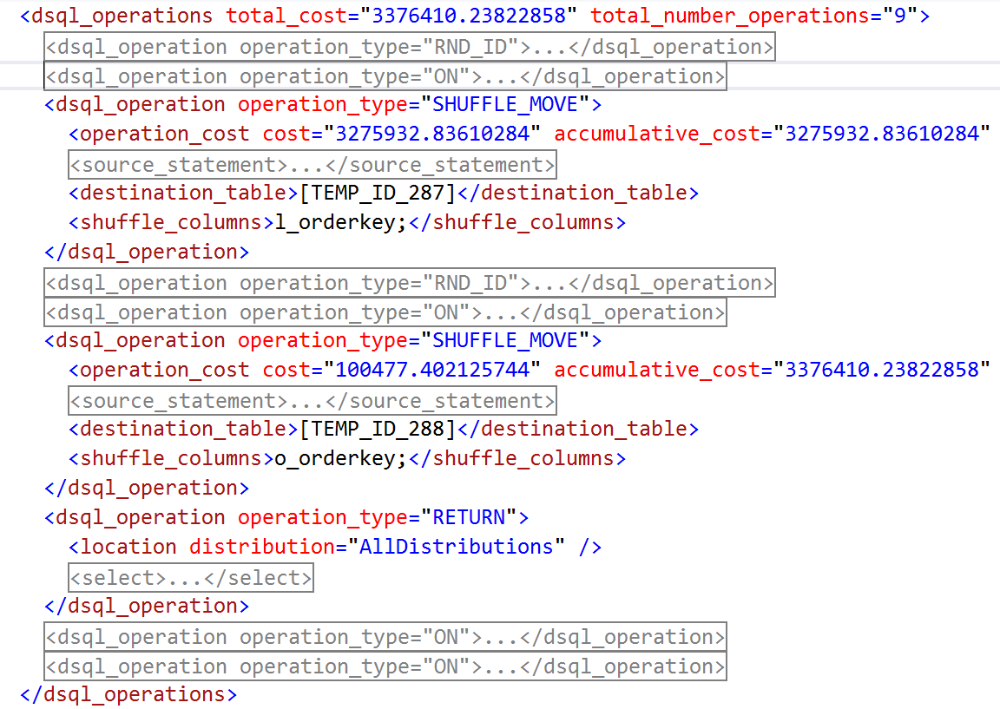 <dsql_operations total_cost="3376410.23822858" total_number_operations="9">
<dsql_operation operation_type="RND_ID">...</dsql_operation>
<dsql_operation operation_type="ON">...</dsql_operation>
<dsql_operation operation_type="SHUFFLE_MOVE">
<operation_cost cost="3275932.83610284" accumulative_cost="3275932.83610284"
<source_statement>...</source_statement>
<destination_table>[TEMP_ID_287]</destination_table>
<shuffle_columns>l_orderkey;</shuffle_columns>
</dsql_operation>
<dsql_operation operation_type="RND_ID">...</dsql_operation>
<dsql_operation operation_type="ON">...</dsql_operation>
<dsql_operation operation_type="SHUFFLE_MOVE">
<operation_cost cost="100477.402125744" accumulative_cost="3376410.23822858"
<source_statement>...</source_statement>
<destination_table>[TEMP_ID_288]</destination_table>
<shuffle_columns>o_orderkey;</shuffle_columns>
</dsql_operation>
<dsql_operation operation_type="RETURN">
<location distribution="AllDistributions" />
<select>...</select>
</dsql_operation>
<dsql_operation operation_type="ON">...</dsql_operation>
<dsql_operation operation_type="ON">...</dsql_operation>
</dsql_operations>